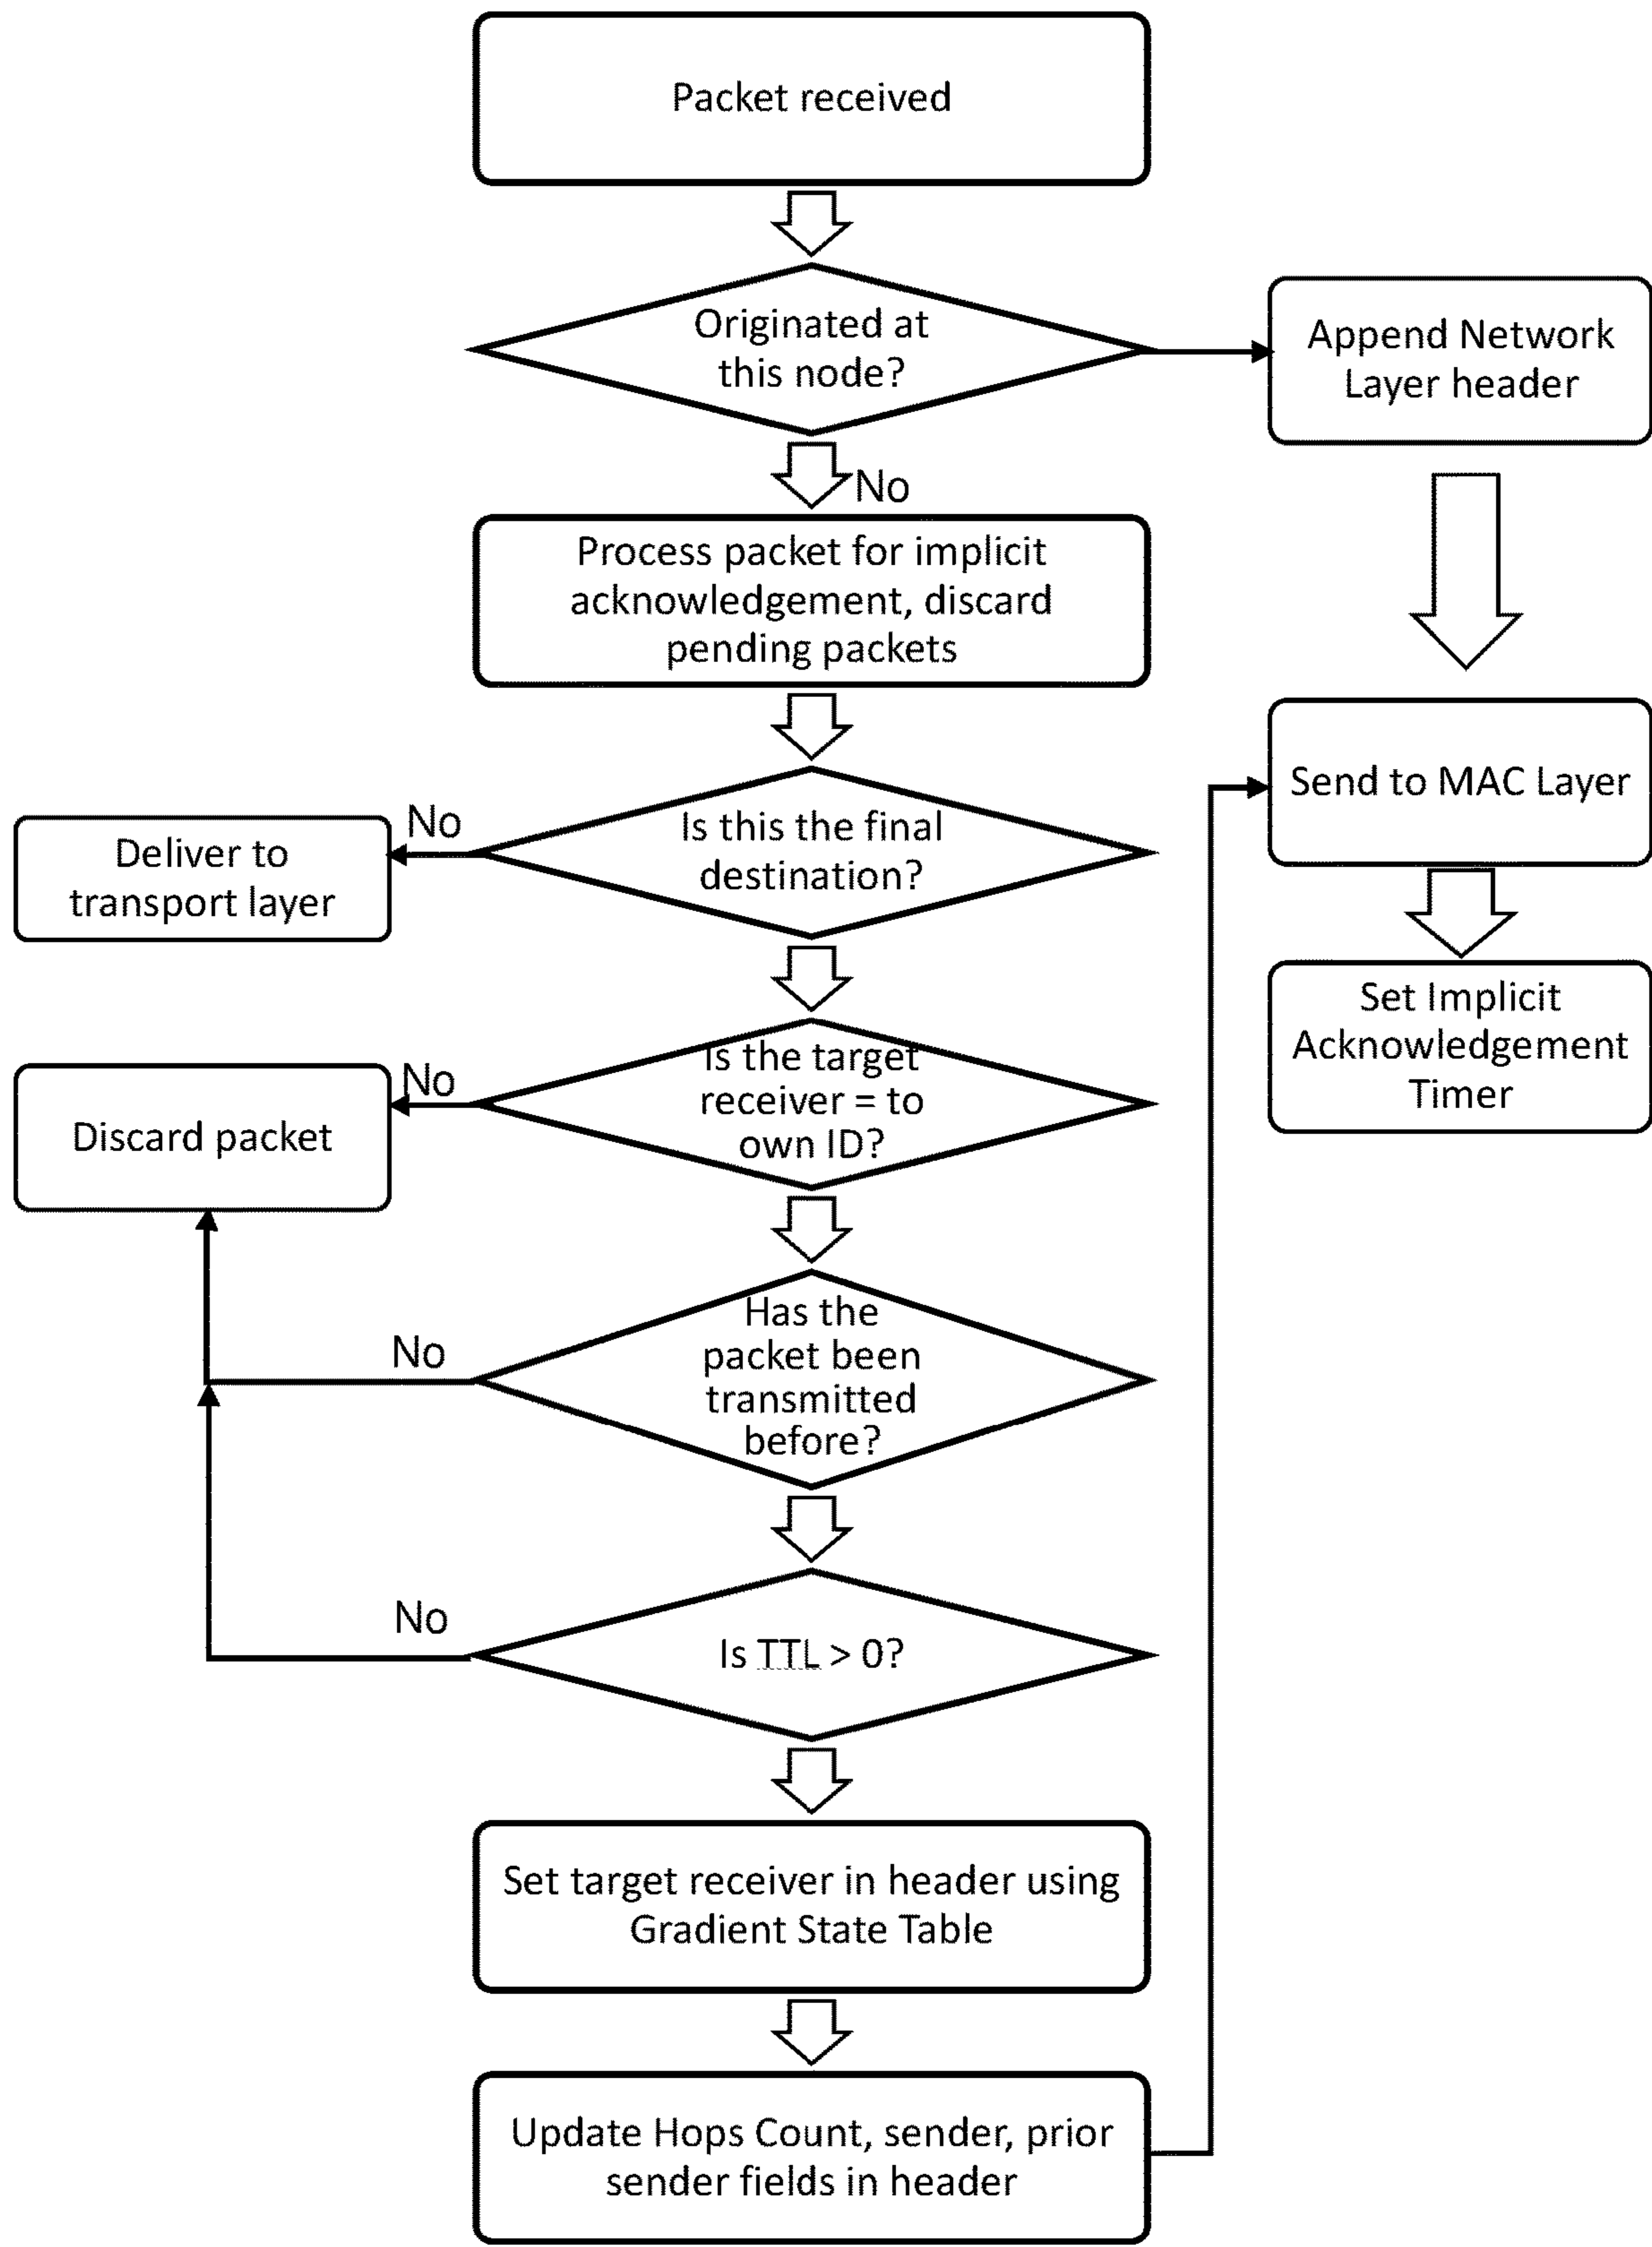 Packet received
Originated at
this node?
Append Network
Layer header
No
Process packet for implicit
acknowledgement, discard
pending packets
Send to MAC Layer
No
Is this the final
destination?
Deliver to
transport layer
Set Implicit
Acknowledgement
Timer
No
Is the target
receiver = to
own ID?
Discard packet
No
Has the
packet been
transmitted
before?
No
Is TTL > 0?
Set target receiver in header using
Gradient State Table
Update Hops Count, sender, prior
sender fields in header